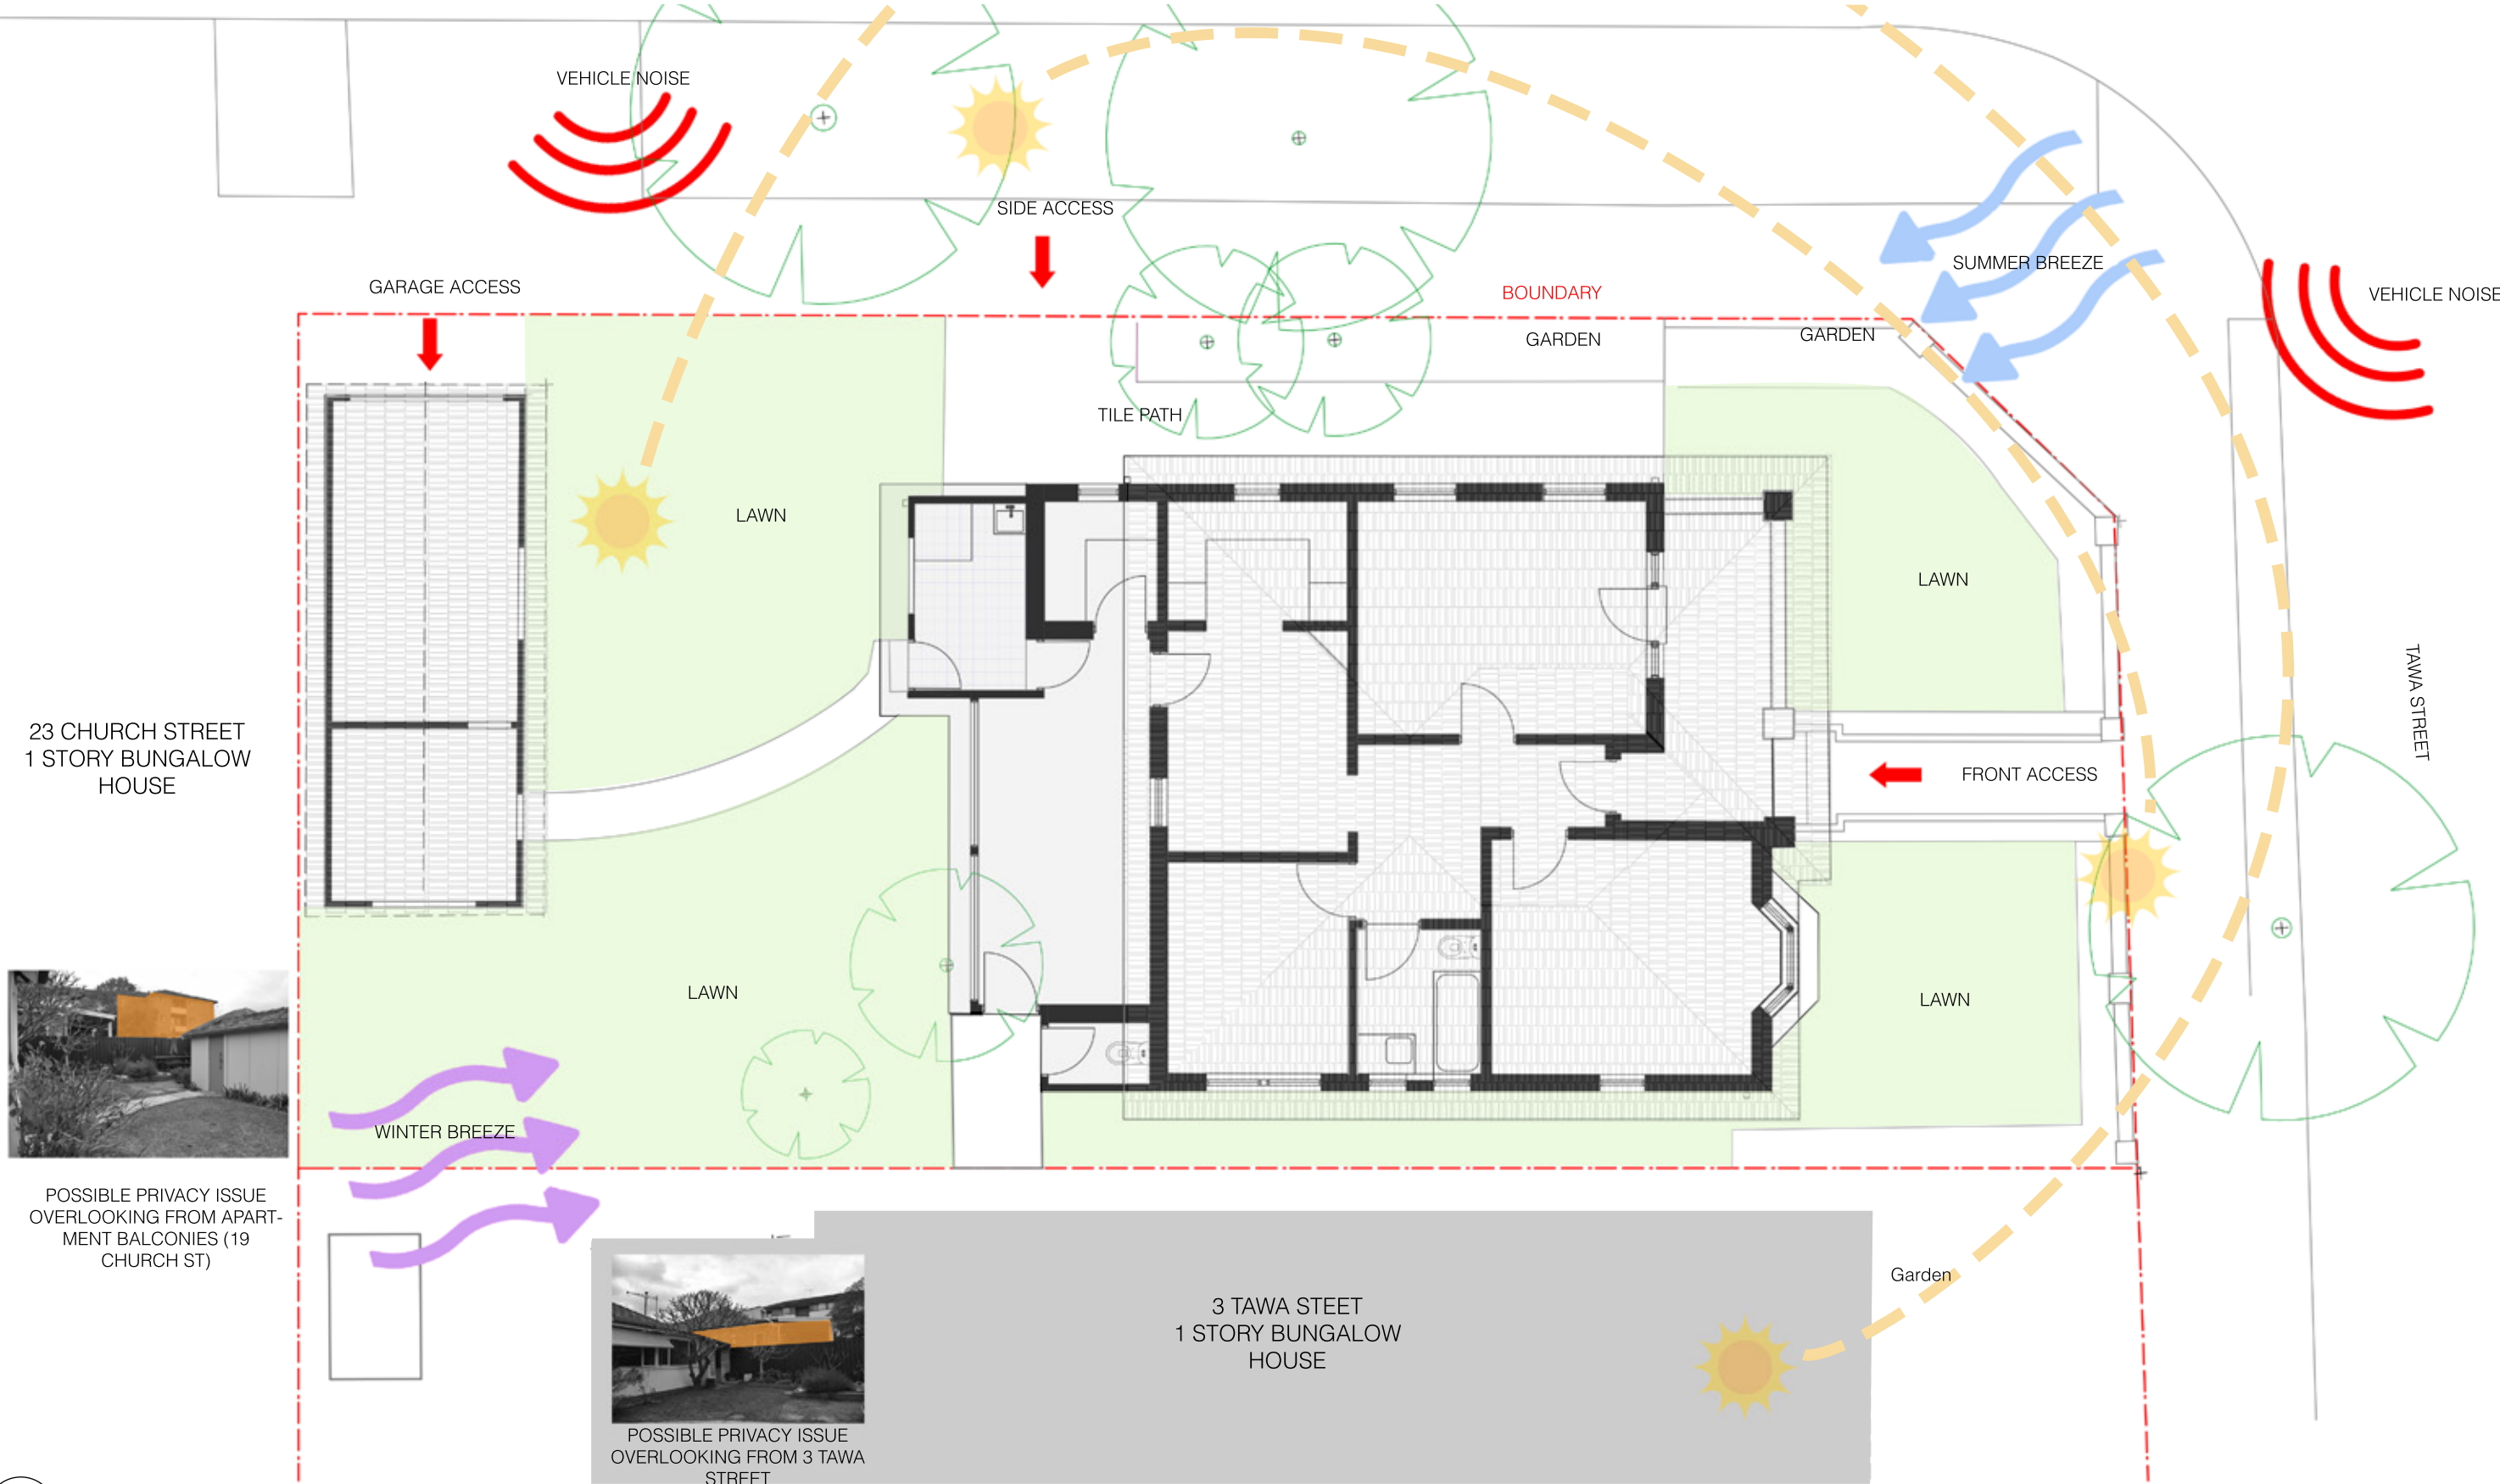 VEHICLE NOISE
SIDE ACCESS
GARAGE ACCESS
SUMMER BREEZE
VEHICLE NOISE
BOUNDARY
GARDEN
GARDEN
TILE PATH
LAWN
LAWN
TAWA STREET
23 CHURCH STREET
1 STORY BUNGALOW
HOUSE
FRONT ACCESS
LAWN
LAWN
WINTER BREEZE
POSSIBLE PRIVACY ISSUE
OVERLOOKING FROM APART-
MENT BALCONIES (19
CHURCH ST)
Garden
3 TAWA STEET
1 STORY BUNGALOW
HOUSE
POSSIBLE PRIVACY ISSUE
OVERLOOKING FROM 3 TAWA
STREET